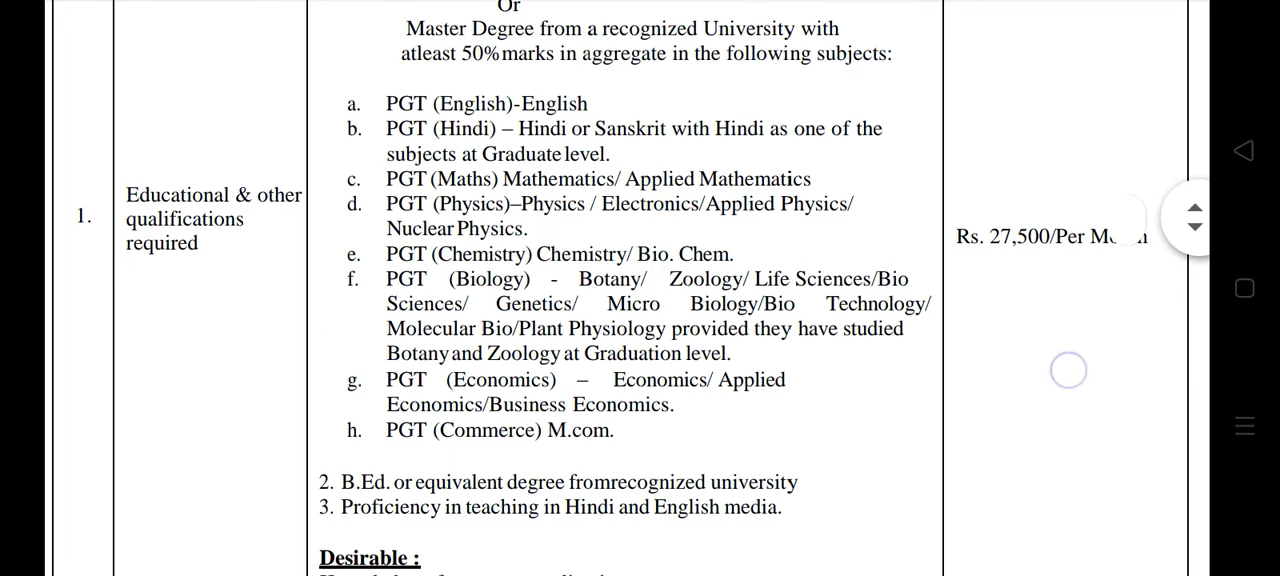 Or
Master Degree from a recognized University with
atleast 50% marks in aggregate in the following subjects:
a. PGT (English)-English
b. PGT (Hindi) – Hindi or Sanskrit with Hindi as one of the
subjects at Graduate level.
c. PGT (Maths) Mathematics/ Applied Mathematics
d. PGT (Physics)–Physics / Electronics/Applied Physics/
Nuclear Physics.
e. PGT (Chemistry) Chemistry/ Bio. Chem.
f. PGT (Biology) - Botany/ Zoology/ Life Sciences/Bio
Sciences/ Genetics/ Micro Biology/Bio Technology/
Molecular Bio/Plant Physiology provided they have studied
Botany and Zoology at Graduation level.
g. PGT (Economics) – Economics/ Applied
Economics/Business Economics.
h. PGT (Commerce) M.com.
2. B.Ed. or equivalent degree fromrecognized university
3. Proficiency in teaching in Hindi and English media.
Desirable :
1.
Educational & other
qualifications
required
Rs. 27,500/Per